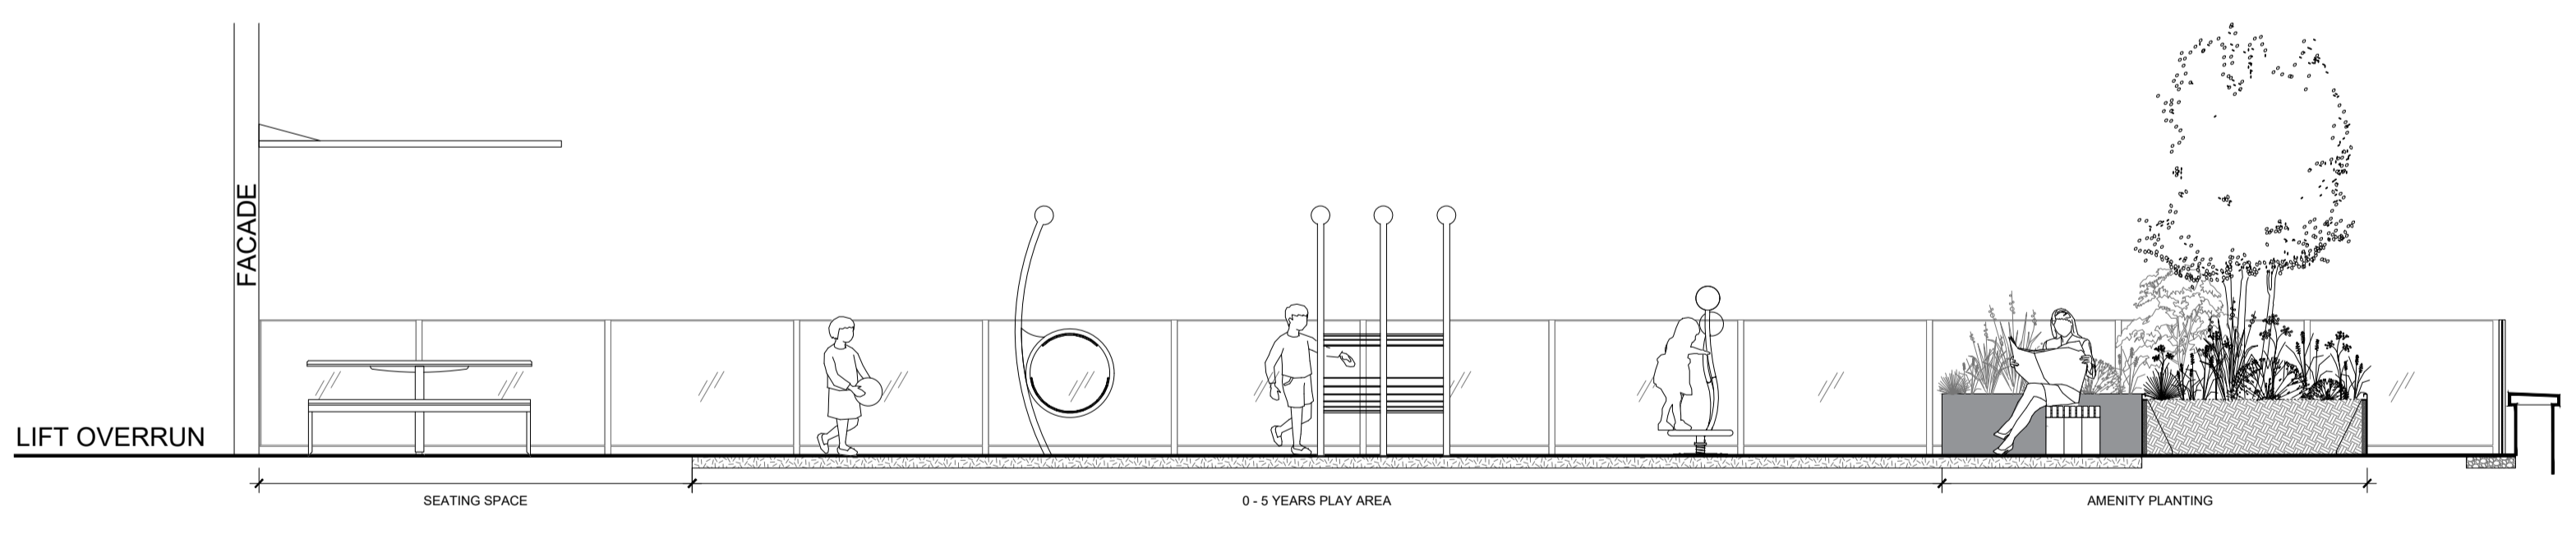 FACADE
LIFT OVERRUN
SEATING SPACE
0 - 5 YEARS PLAY AREA
AMENITY PLANTING